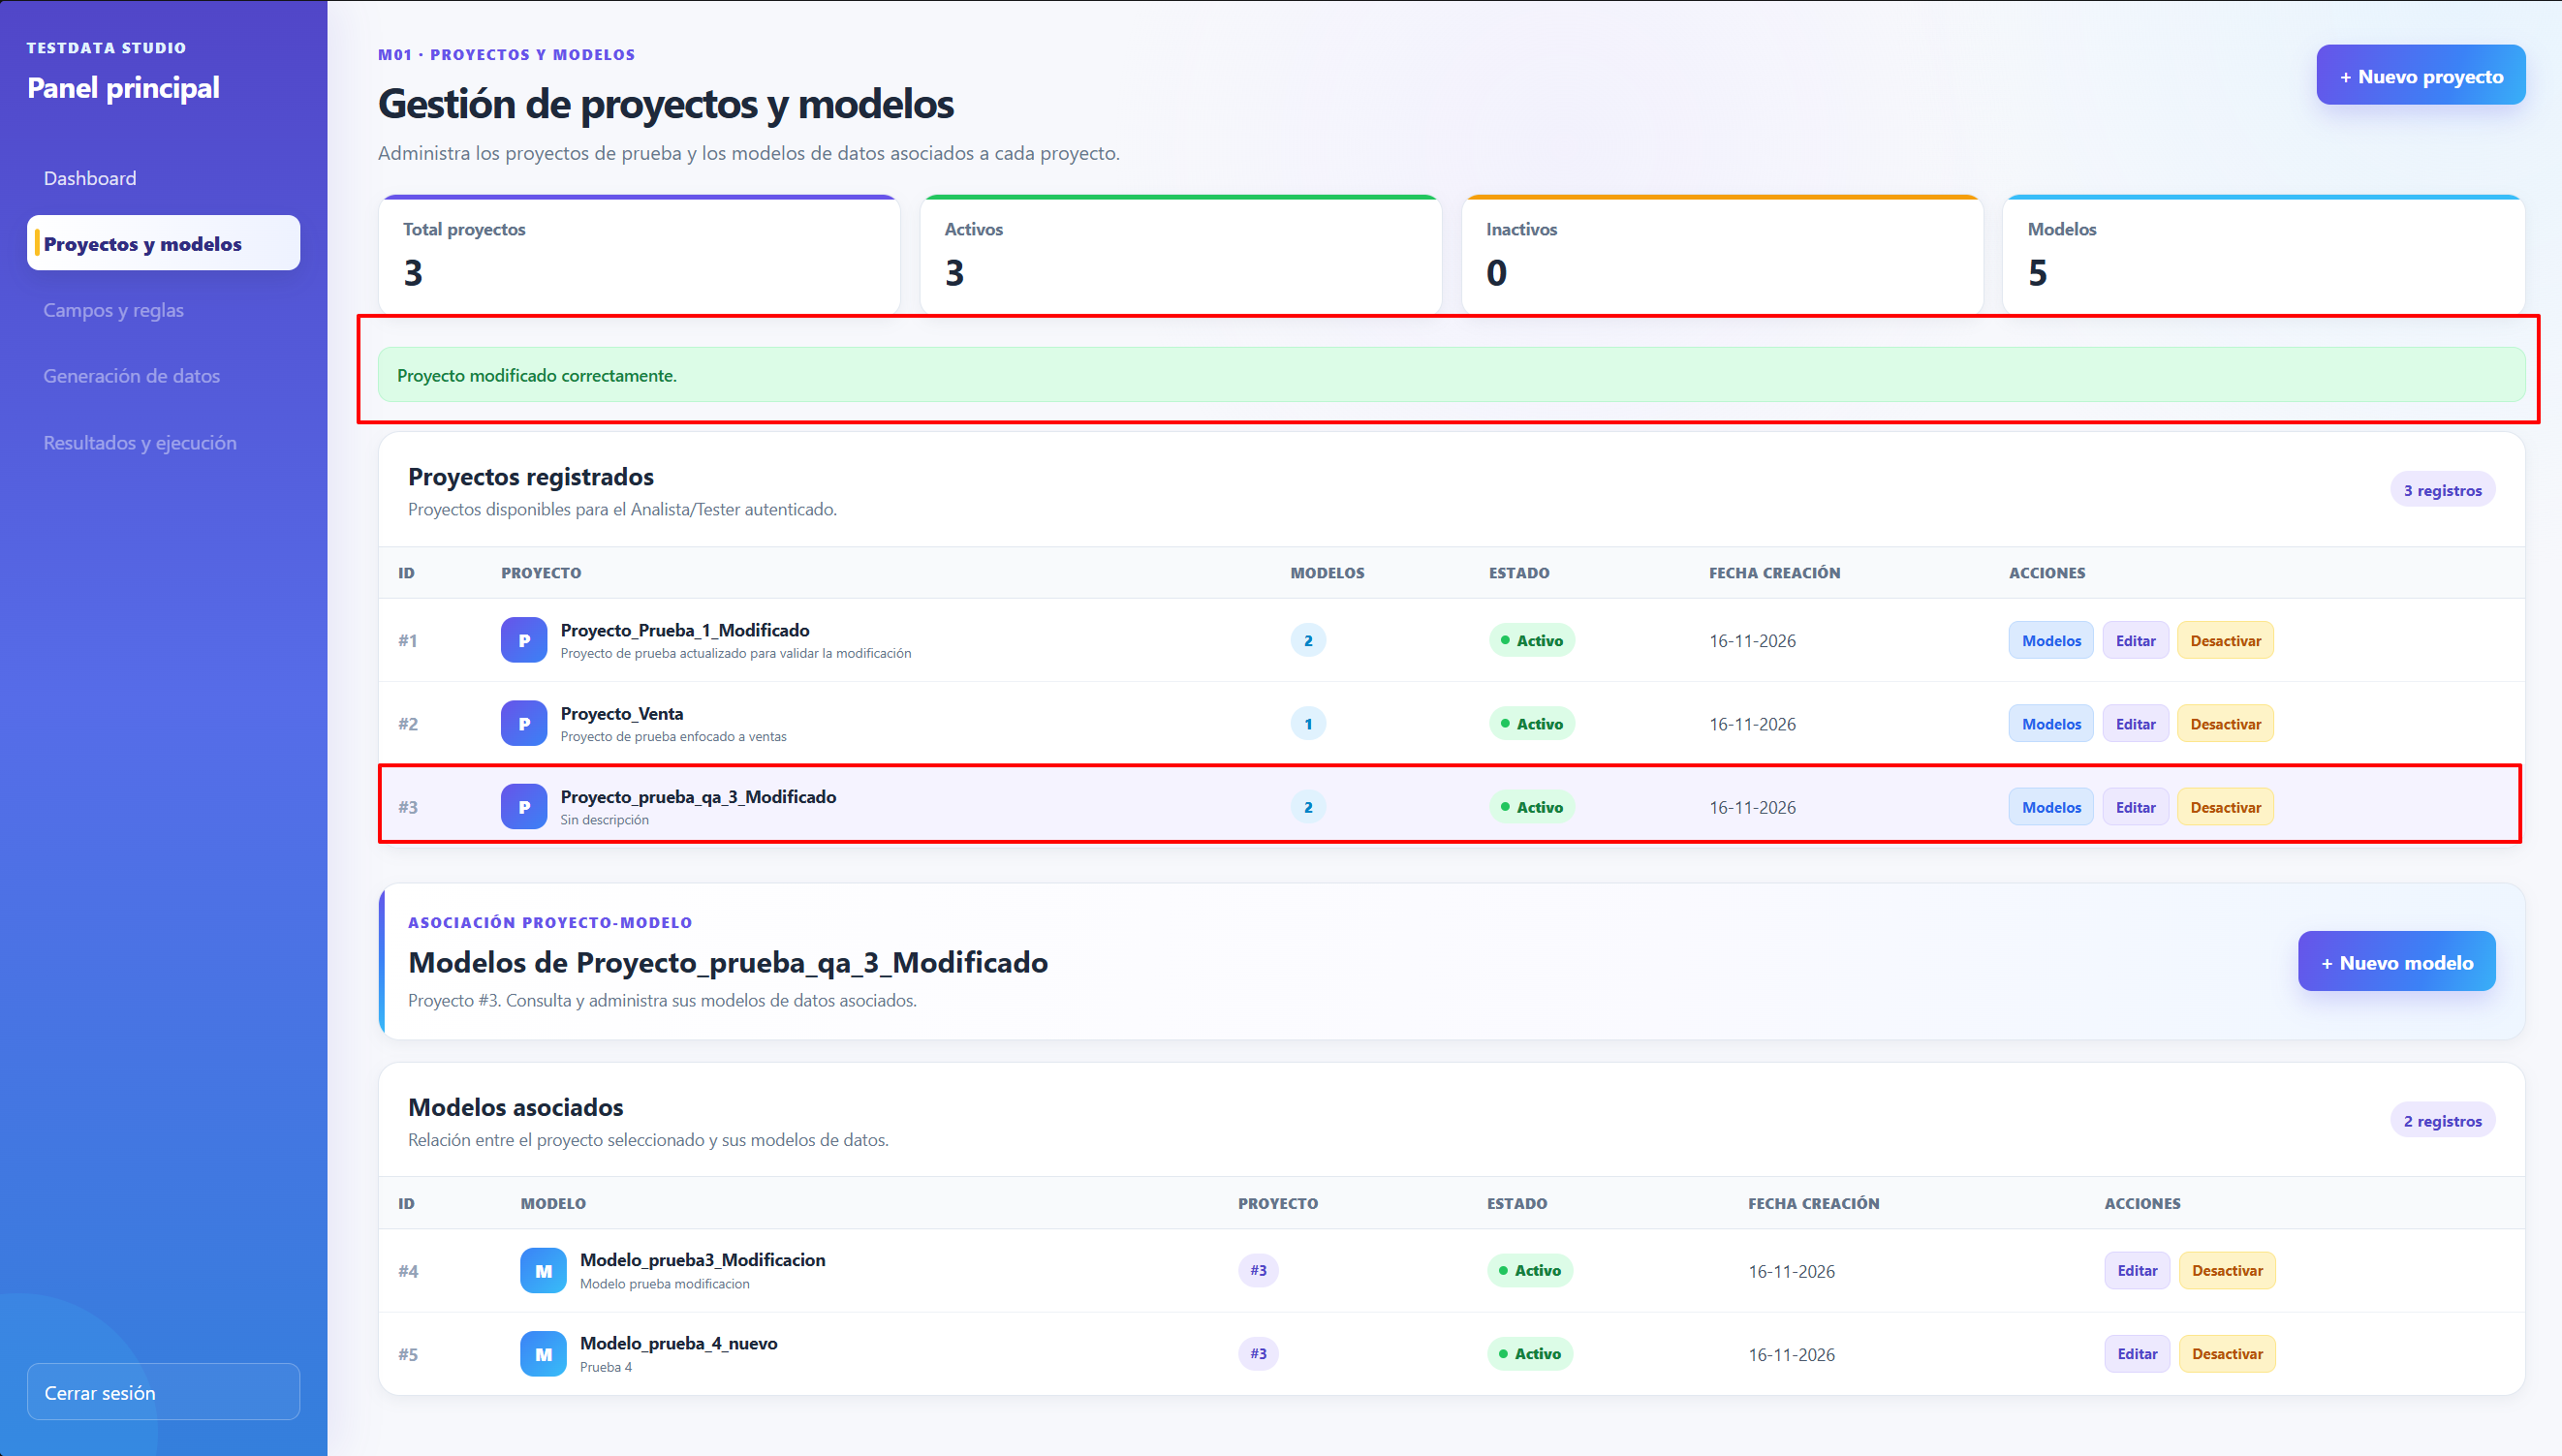 TESTDATA STUDIO
Panel principal
Dashboard
Proyectos y modelos
Campos y reglas
Generación de datos
Resultados y ejecución
Cerrar sesión
M01 · PROYECTOS Y MODELOS
Gestión de proyectos y modelos
Administra los proyectos de prueba y los modelos de datos asociados a cada proyecto.
+ Nuevo proyecto
Total proyectos
3
Activos
3
Inactivos
0
Modelos
5
Proyecto modificado correctamente.
Proyectos registrados
Proyectos disponibles para el Analista/Tester autenticado.
3 registros
ID PROYECTO MODELOS ESTADO FECHA CREACIÓN ACCIONES
#1 P Proyecto_Prueba_1_Modificado 2 Activo 16-11-2026 Modelos Editar Desactivar
Proyecto de prueba actualizado para validar la modificación
#2 P Proyecto_Venta 1 Activo 16-11-2026 Modelos Editar Desactivar
Proyecto de prueba enfocado a ventas
#3 P Proyecto_prueba_qa_3_Modificado 2 Activo 16-11-2026 Modelos Editar Desactivar
Sin descripción
ASOCIACIÓN PROYECTO-MODELO
Modelos de Proyecto_prueba_qa_3_Modificado
Proyecto #3. Consulta y administra sus modelos de datos asociados.
+ Nuevo modelo
Modelos asociados
Relación entre el proyecto seleccionado y sus modelos de datos.
2 registros
ID MODELO PROYECTO ESTADO FECHA CREACIÓN ACCIONES
#4 M Modelo_prueba3_Modificacion #3 Activo 16-11-2026 Editar Desactivar
Modelo prueba modificacion
#5 M Modelo_prueba_4_nuevo #3 Activo 16-11-2026 Editar Desactivar
Prueba 4